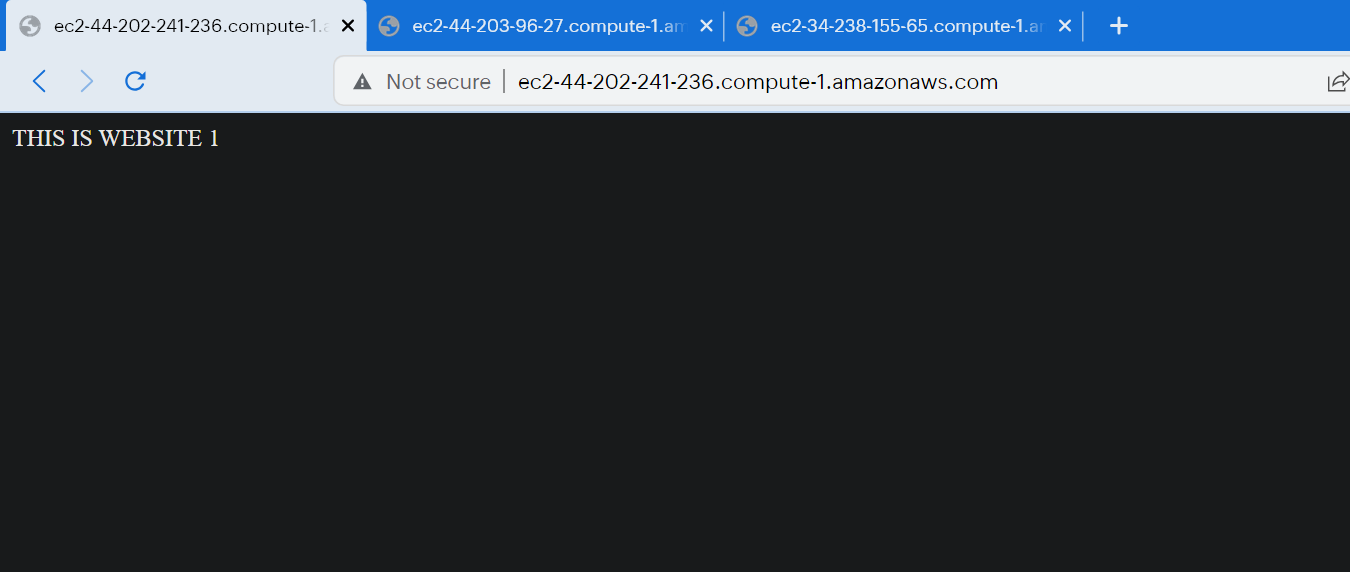 ec2-44-202-241-236.compute-1.a
ec2-44-203-96-27.compute-1.am
ec2-34-238-155-65.compute-1.ar
Not secure
ec2-44-202-241-236.compute-1.amazonaws.com
THIS IS WEBSITE 1